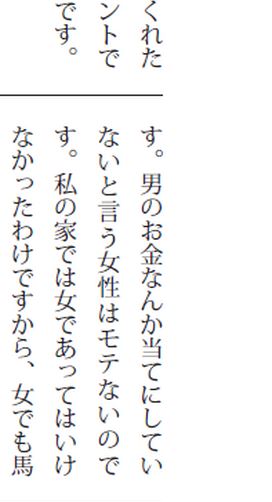 くれた
ントで
です。
す。男のお金なんか当てにしてい
ないと言う女性はモテないので
す。私の家では女であってはいけ
なかったわけですから、女でも馬